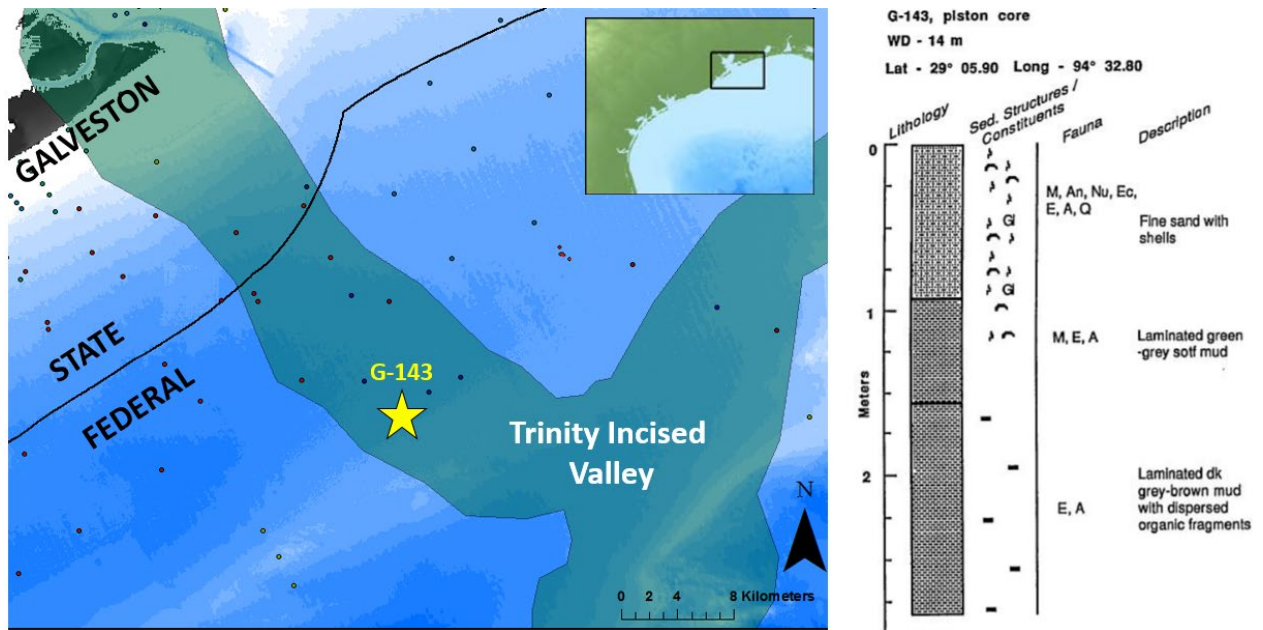 GALVESTON
STATE
FEDERAL
G-143
Trinity Incised
Valley
N
0 2 4 8 Kilometers
G-143, piston core
WD - 14 m
Lat - 29° 05.90 Long - 94° 32.80
Lithology
Sed. Structures /
Constituents
Fauna
Description
0
M, An, Nu, Ec,
E, A, Q
Gl
Fine sand with
shells
Gl
1
M, E, A
Laminated green
-grey sotf mud
Meters
2
E, A
Laminated dk
grey-brown mud
with dispersed
organic fragments